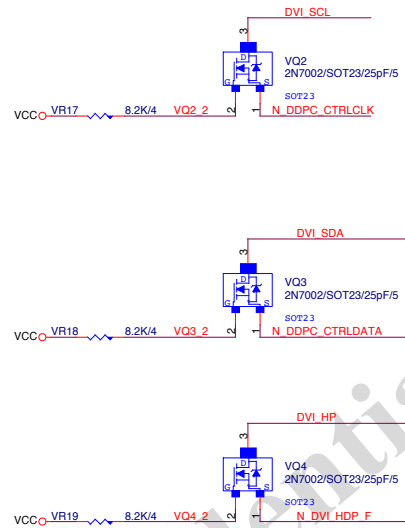 DVI_SCL
3
D
G
S
VQ2
2N7002/SOT23/25pF/5
SOT23
2
1
VCC VR17 8.2K/4 VQ2_2 N_DDPC_CTRLCLK
DVI_SDA
3
D
G
S
VQ3
2N7002/SOT23/25pF/5
SOT23
2
1
VCC VR18 8.2K/4 VQ3_2 N_DDPC_CTRLDATA
DVI_HP
3
D
G
S
VQ4
2N7002/SOT23/25pF/5
SOT23
2
1
VCC VR19 8.2K/4 VQ4_2 N_DVI_HDP_F